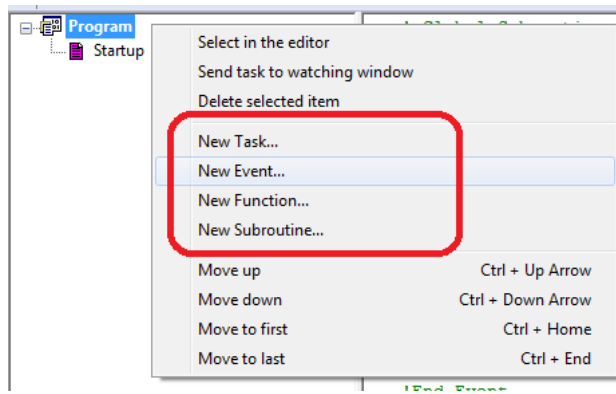 Program
Startup
Select in the editor
Send task to watching window
Delete selected item
New Task...
New Event...
New Function...
New Subroutine...
Move up Ctrl + Up Arrow
Move down Ctrl + Down Arrow
Move to first Ctrl + Home
Move to last Ctrl + End
!End Event